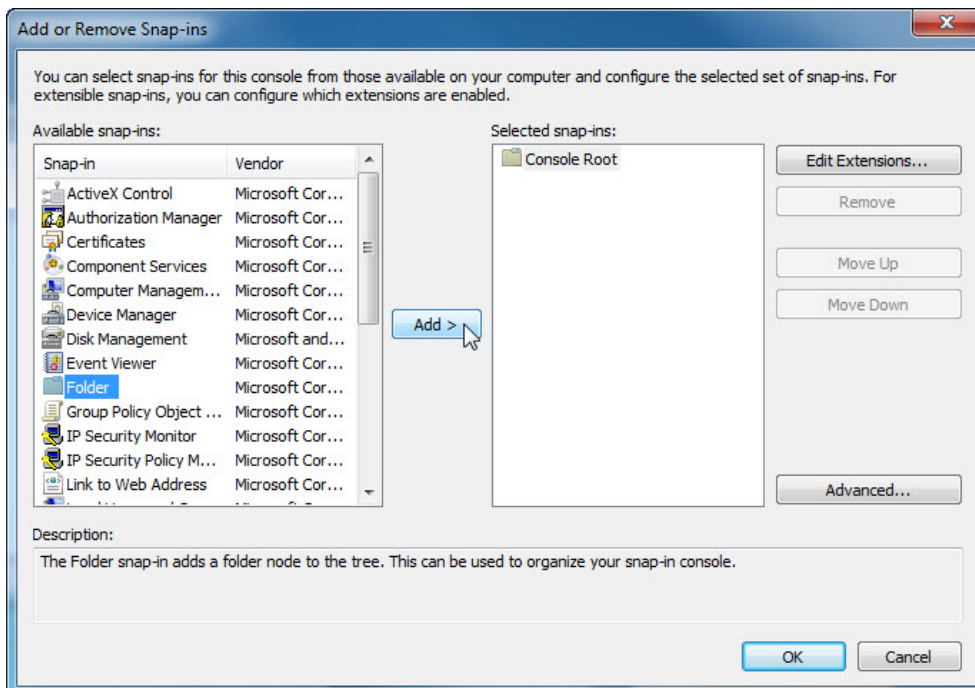 Add or Remove Snap-ins
You can select snap-ins for this console from those available on your computer and configure the selected set of snap-ins. For
extensible snap-ins, you can configure which extensions are enabled.
Available snap-ins:
Snap-in Vendor
ActiveX Control Microsoft Cor...
Authorization Manager Microsoft Cor...
Certificates Microsoft Cor...
Component Services Microsoft Cor...
Computer Managem... Microsoft Cor...
Device Manager Microsoft Cor...
Disk Management Microsoft and...
Event Viewer Microsoft Cor...
Folder Microsoft Cor...
Group Policy Object ... Microsoft Cor...
IP Security Monitor Microsoft Cor...
IP Security Policy M... Microsoft Cor...
Link to Web Address Microsoft Cor...
Add >
Selected snap-ins:
Console Root
Edit Extensions...
Remove
Move Up
Move Down
Advanced...
Description:
The Folder snap-in adds a folder node to the tree. This can be used to organize your snap-in console.
OK
Cancel